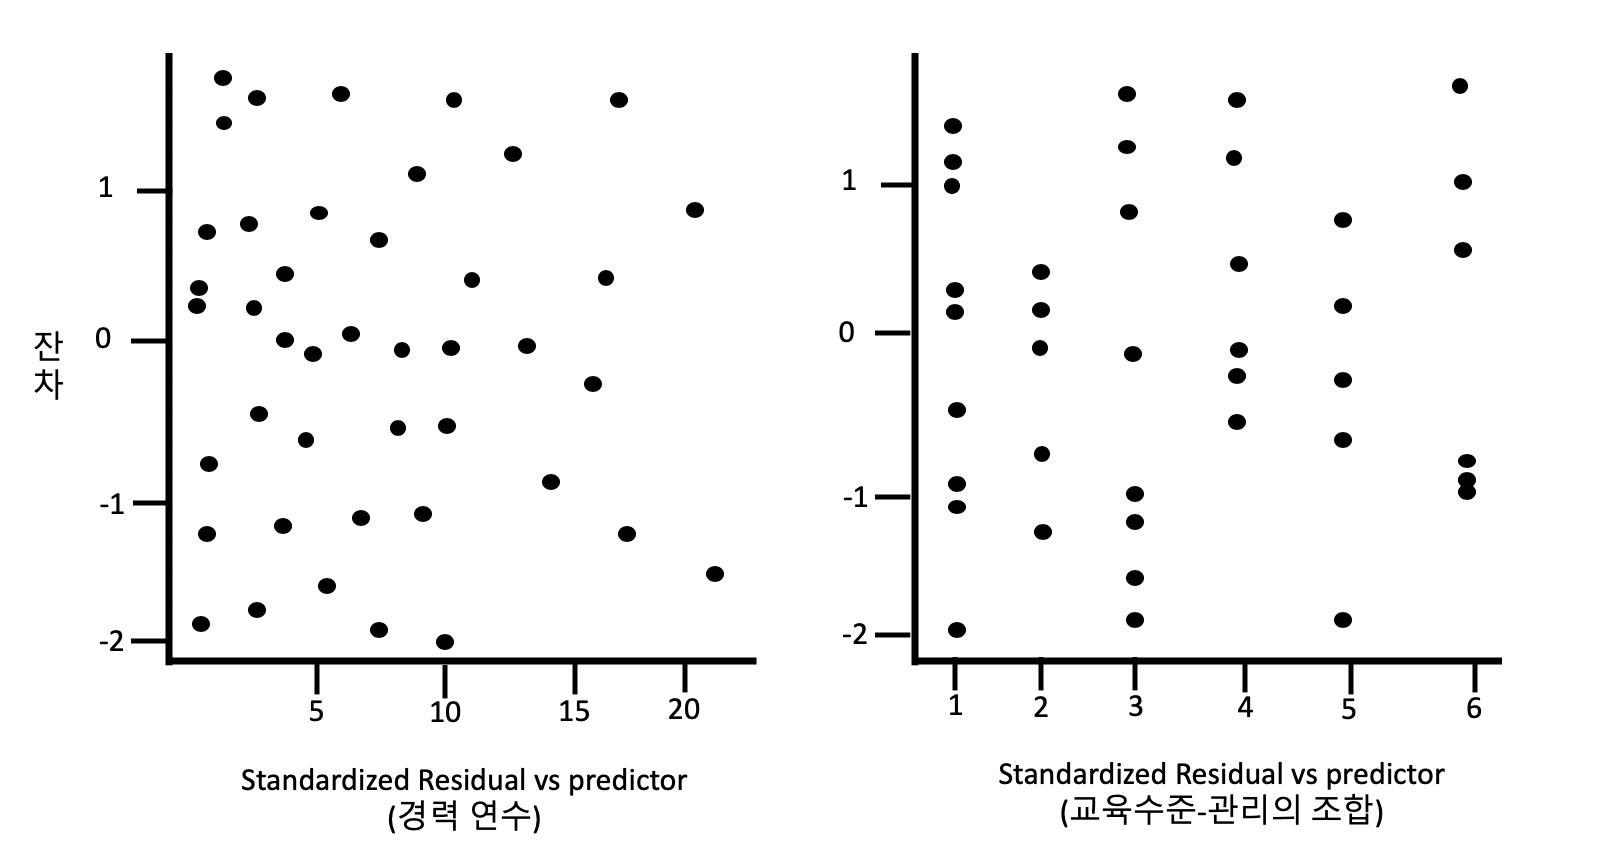 잔
차
1
0
-1
-2
5 10 15 20
Standardized Residual vs predictor
(경력 연수)
1
0
-1
-2
1 2 3 4 5 6
Standardized Residual vs predictor
(교육수준-관리의 조합)